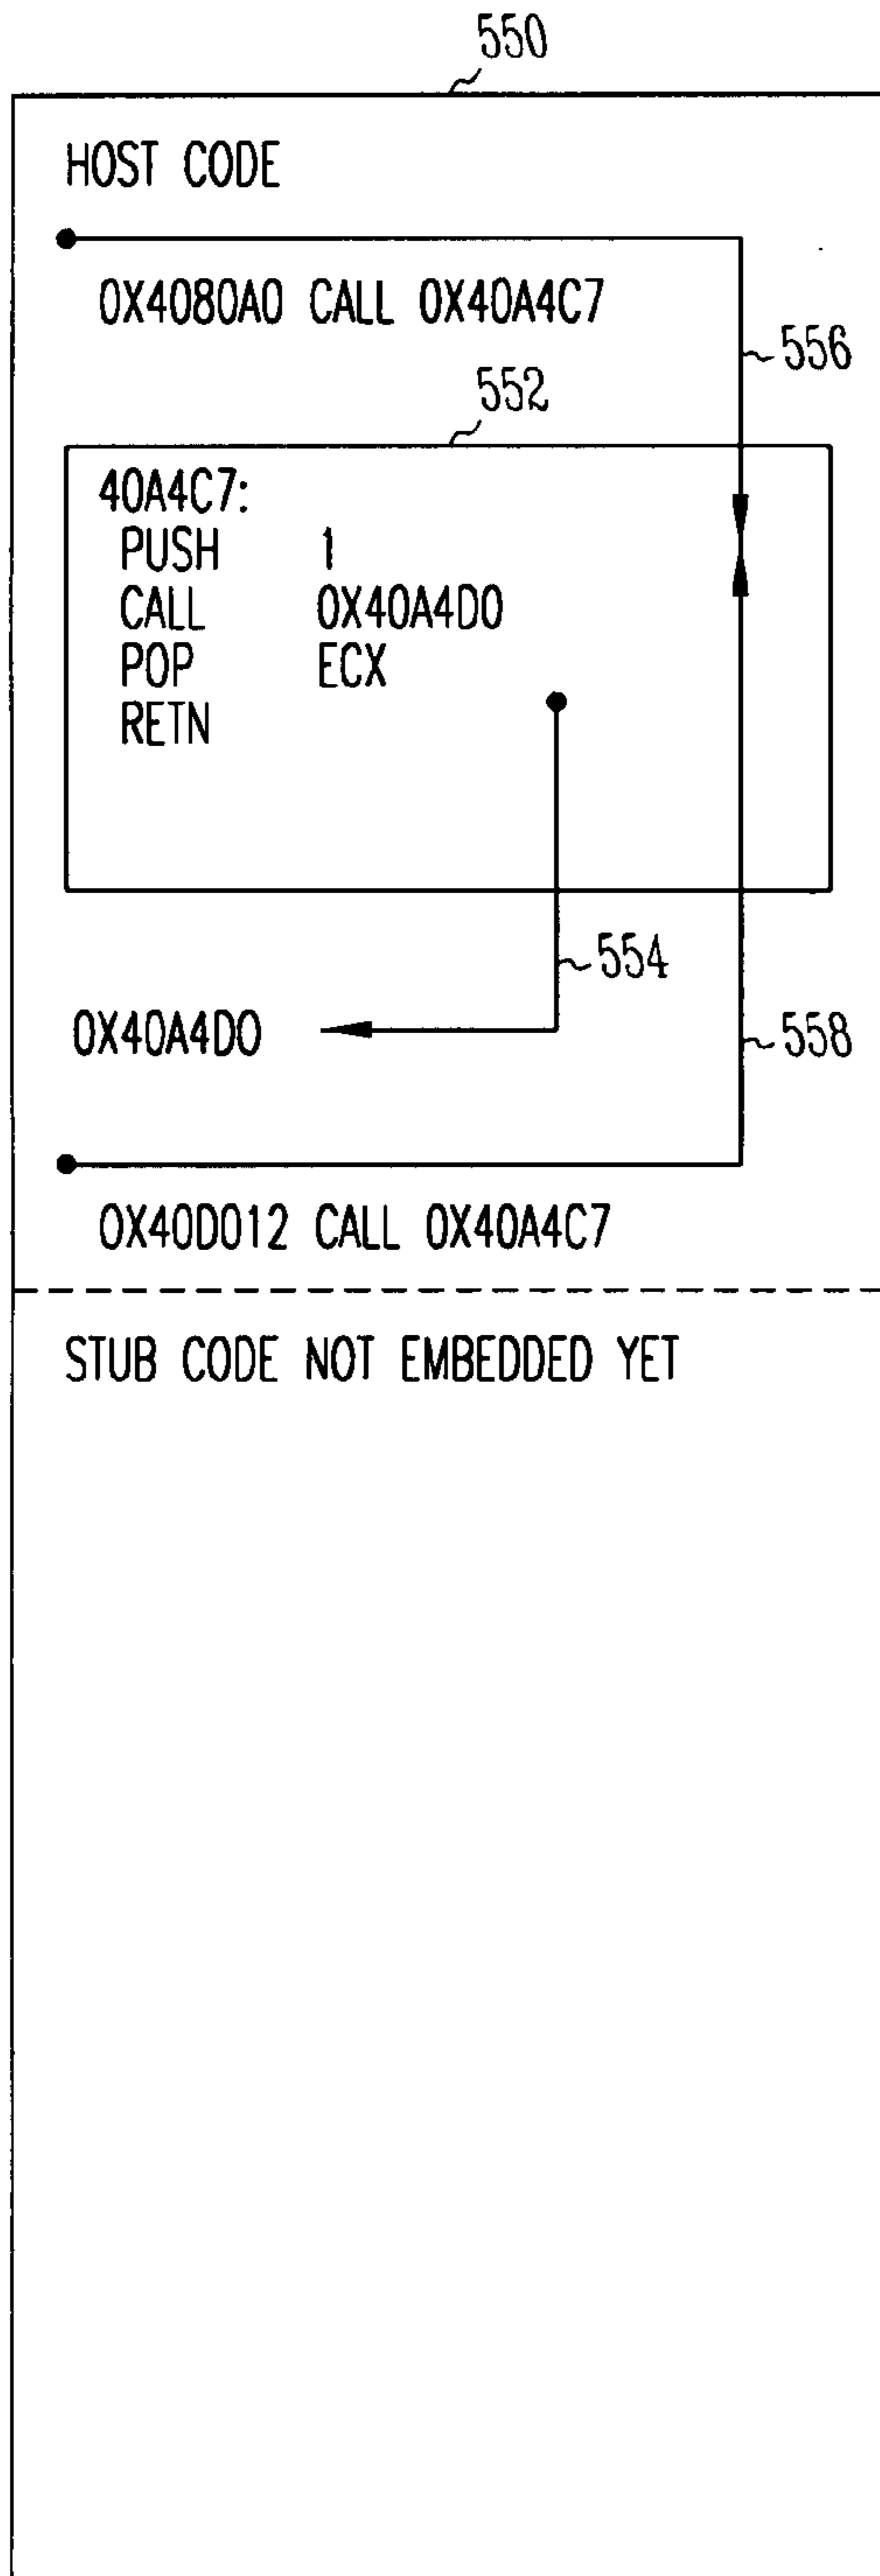 550
HOST CODE
0X4080A0 CALL 0X40A4C7
556
552
40A4C7:
PUSH 1
CALL 0X40A4D0
POP ECX
RETN
554
0X40A4D0
558
0X40D012 CALL 0X40A4C7
STUB CODE NOT EMBEDDED YET